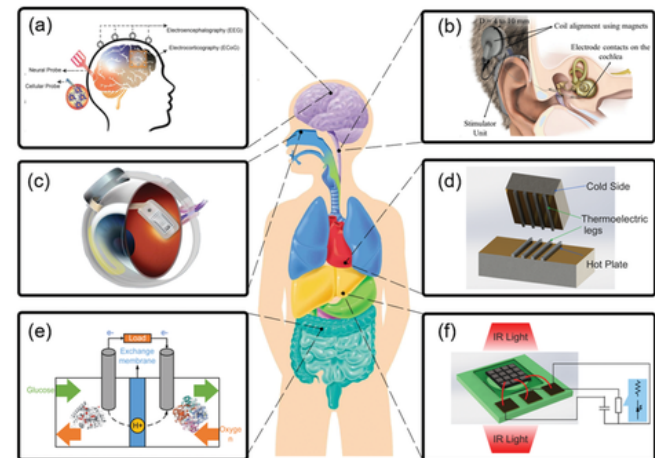 (a)
Electroencephalography (EEG)
Electrocorticography (ECoG)
Neural Probe
Cellular Probe
(b)
D = 4 to 10 mm
Coil alignment using magnets
Electrode contacts on the
cochlea
Stimulator
Unit
(c)
(d)
Cold Side
Thermoelectric
legs
Hot Plate
(e)
e
Load
e
Exchange
membrane
Glucose
H+
Oxyge
n
(f)
IR Light
IR Light